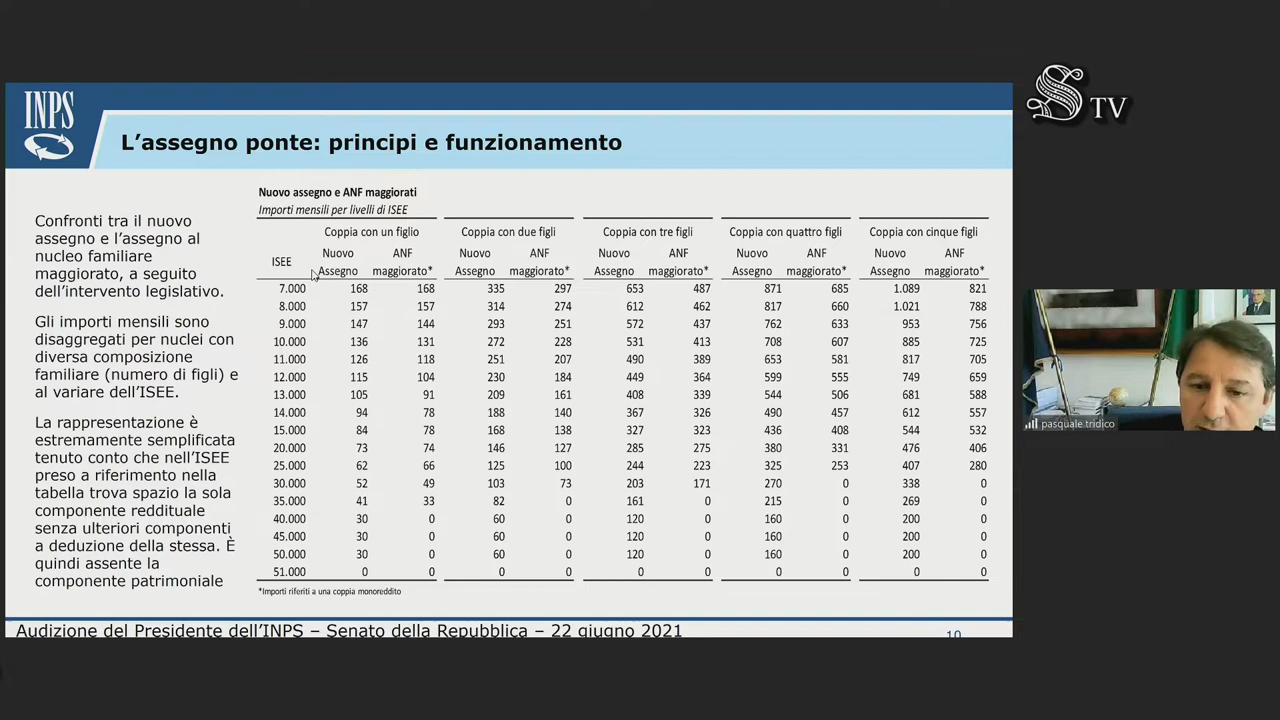 INPS
L’assegno ponte: principi e funzionamento
S TV
Confronti tra il nuovo
assegno e l’assegno al
nucleo familiare
maggiorato, a seguito
dell’intervento legislativo.
Gli importi mensili sono
disaggregati per nuclei con
diversa composizione
familiare (numero di figli) e
al variare dell’ISEE.
La rappresentazione è
estremamente semplificata
tenuto conto che nell’ISEE
preso a riferimento nella
tabella trova spazio la sola
componente reddituale
senza ulteriori componenti
a deduzione della stessa. È
quindi assente la
componente patrimoniale
Nuovo assegno e ANF maggiorati
Importi mensili per livelli di ISEE
Coppia con un figlio Coppia con due figli Coppia con tre figli Coppia con quattro figli Coppia con cinque figli
ISEE Nuovo Assegno ANF maggiorato* Nuovo Assegno ANF maggiorato* Nuovo Assegno ANF maggiorato* Nuovo Assegno ANF maggiorato* Nuovo Assegno ANF maggiorato*
7.000 168 168 335 297 653 487 871 685 1.089 821
8.000 157 157 314 274 612 462 817 660 1.021 788
9.000 147 144 293 251 572 437 762 633 953 756
10.000 136 131 272 228 531 413 708 607 885 725
11.000 126 118 251 207 490 389 653 581 817 705
12.000 115 104 230 184 449 364 599 555 749 659
13.000 105 91 209 161 408 339 544 506 681 588
14.000 94 78 188 140 367 326 490 457 612 557
15.000 84 78 168 138 327 323 436 408 544 532
20.000 73 74 146 127 285 275 380 331 476 406
25.000 62 66 125 100 244 223 325 253 407 280
30.000 52 49 103 73 203 171 270 0 338 0
35.000 41 33 82 0 161 0 215 0 269 0
40.000 30 0 60 0 120 0 160 0 200 0
45.000 30 0 60 0 120 0 160 0 200 0
50.000 30 0 60 0 120 0 160 0 200 0
51.000 0 0 0 0 0 0 0 0 0 0
*Importi riferiti a una coppia monoreddito
Audizione del Presidente dell’INPS – Senato della Repubblica – 22 giugno 2021
10
pasquale tridico